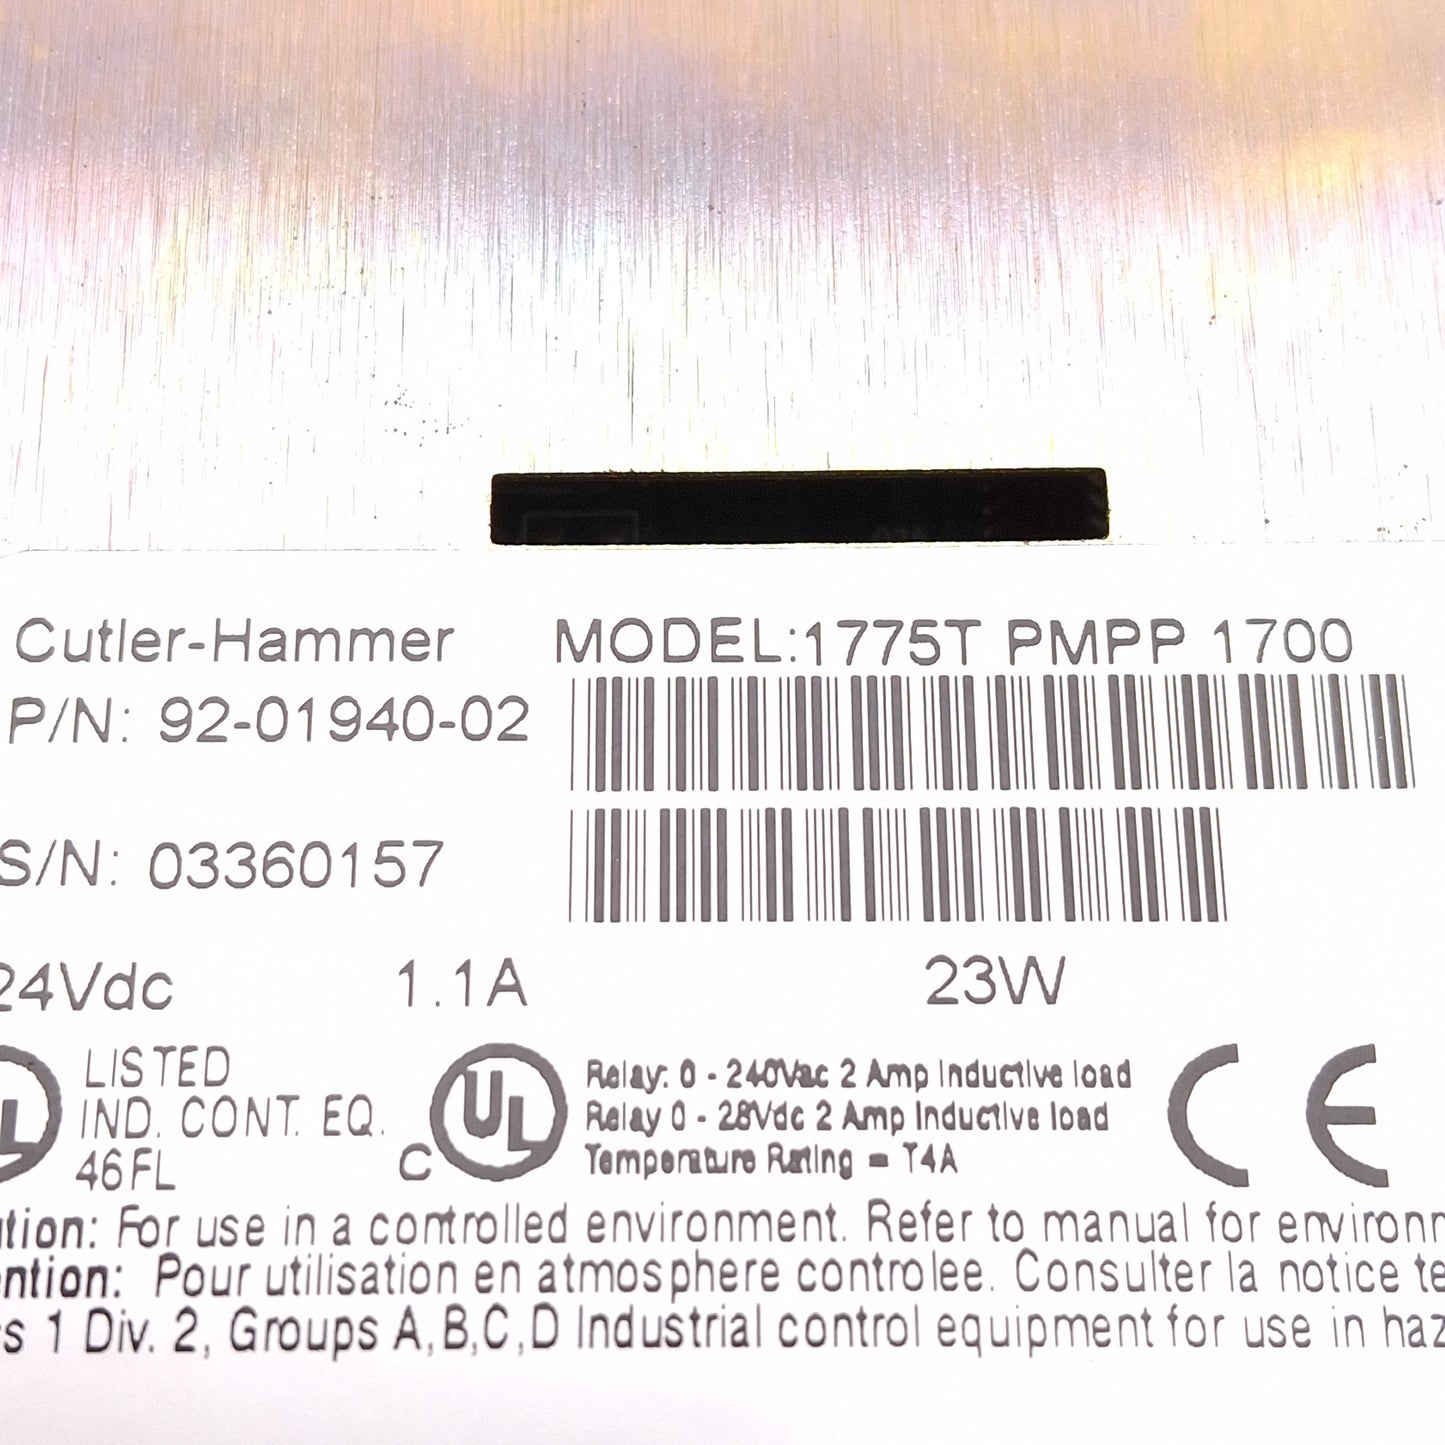 Cutler-Hammer MODEL:1775T PMPP 1700
P/N: 92-01940-02
S/N: 03360157
24Vdc 1.1A 23W
UL LISTED
IND. CONT. EQ.
46FL
C UL
Relay: 0 - 240Vac 2 Amp Inductive load
Relay 0 - 28Vdc 2 Amp Inductive load
Temperature Rating = T4A
CE
For use in a controlled environment. Refer to manual for
Pour utilisation en atmosphere controlee. Consulter la notice
1 Div. 2, Groups A,B,C,D Industrial control equipment for use in